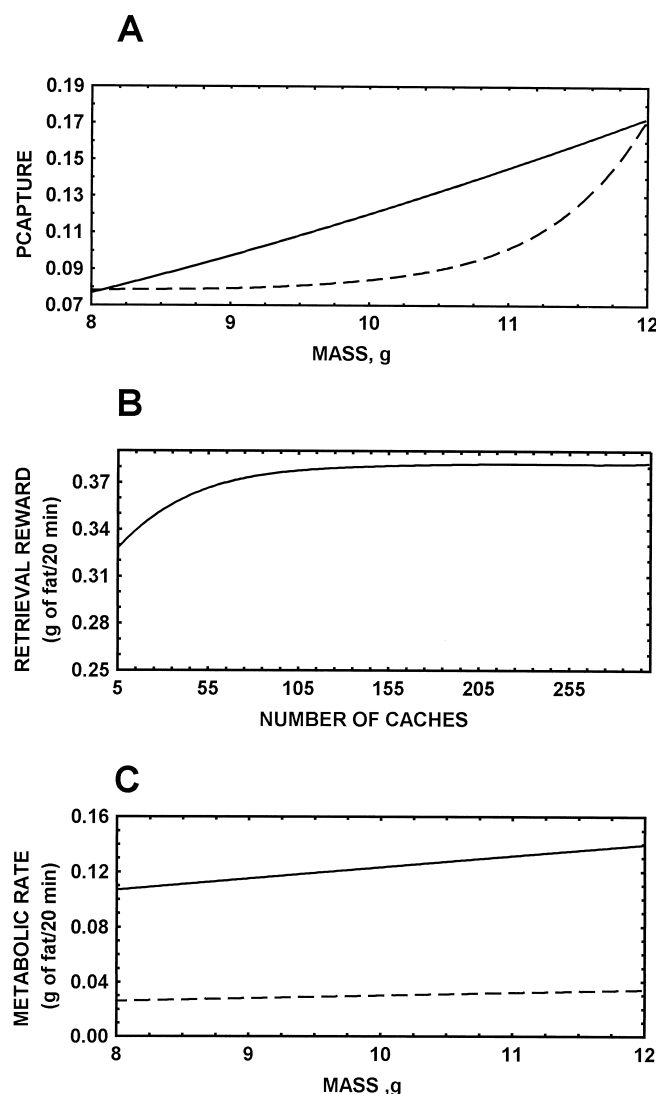 A
0.19
0.17
0.15
0.13
0.11
0.09
0.07
PCAPTURE
8 9 10 11 12
MASS, g
B
0.37
0.34
0.31
0.28
0.25
RETRIEVAL REWARD
(g of fat/20 min)
5 55 105 155 205 255
NUMBER OF CACHES
C
0.16
0.12
0.08
0.04
0.00
METABOLIC RATE
(g of fat/20 min)
8 9 10 11 12
MASS ,g